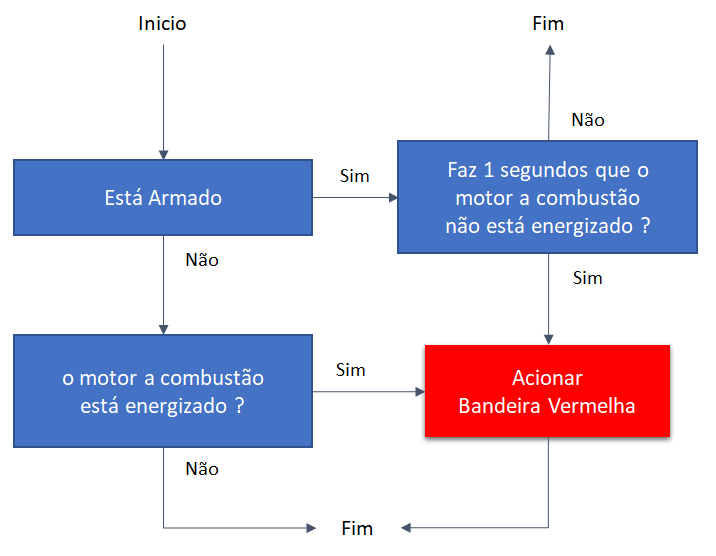 Inicio
Fim
Não
Está Armado
Sim
Faz 1 segundos que o
motor a combustão
não está energizado ?
Não
Sim
o motor a combustão
está energizado ?
Sim
Acionar
Bandeira Vermelha
Não
Fim